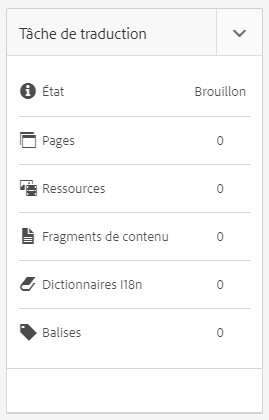 Tâche de traduction
État Brouillon
Pages 0
Ressources 0
Fragments de contenu 0
Dictionnaires I18n 0
Balises 0